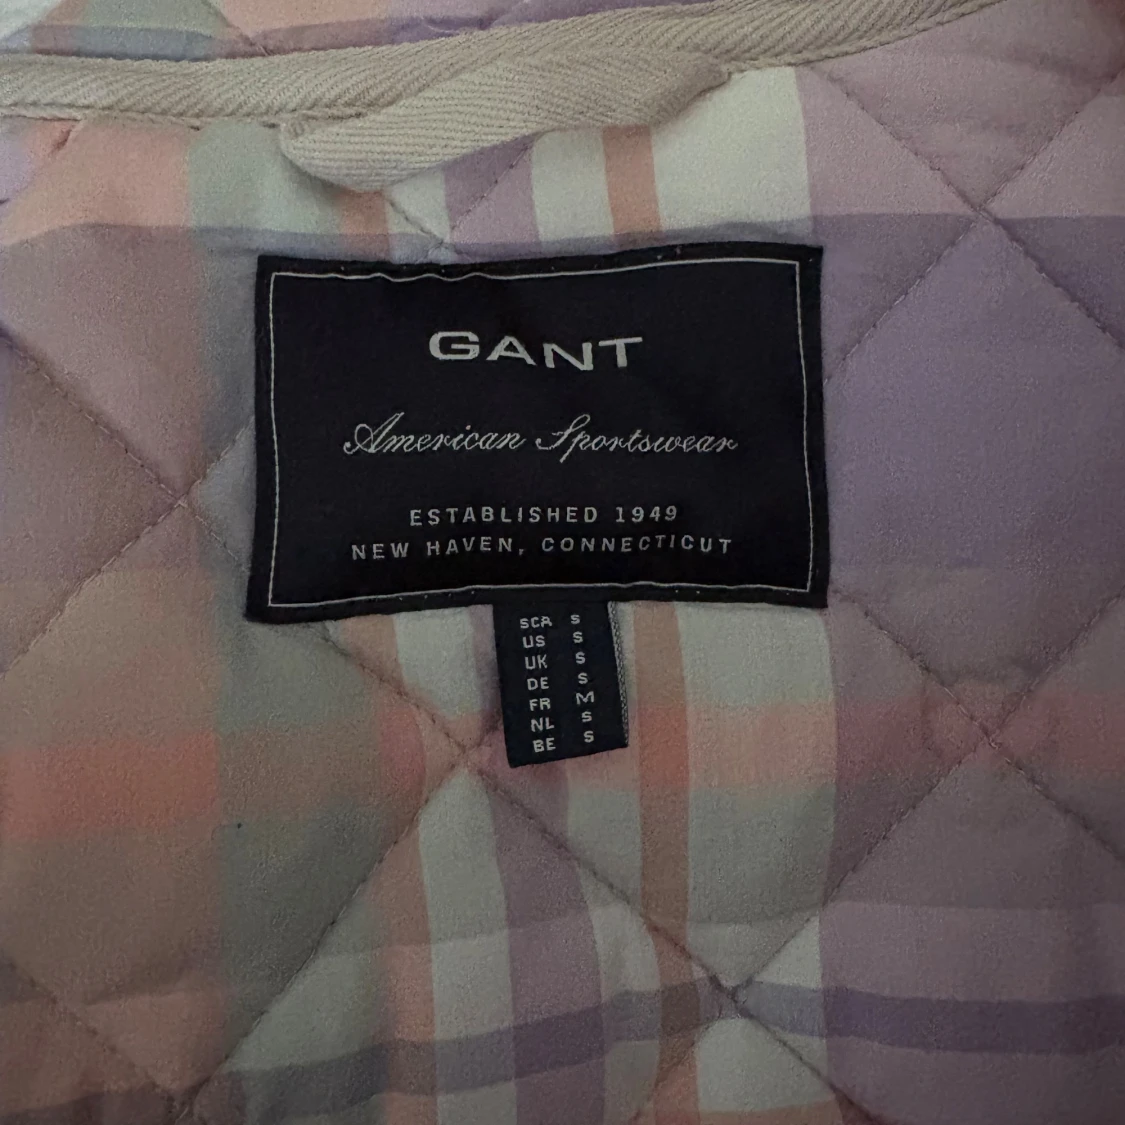 GANT
American Sportswear
ESTABLISHED 1949
NEW HAVEN, CONNECTICUT
SCA S
US S
UK S
DE S
FR M
NL S
BE S